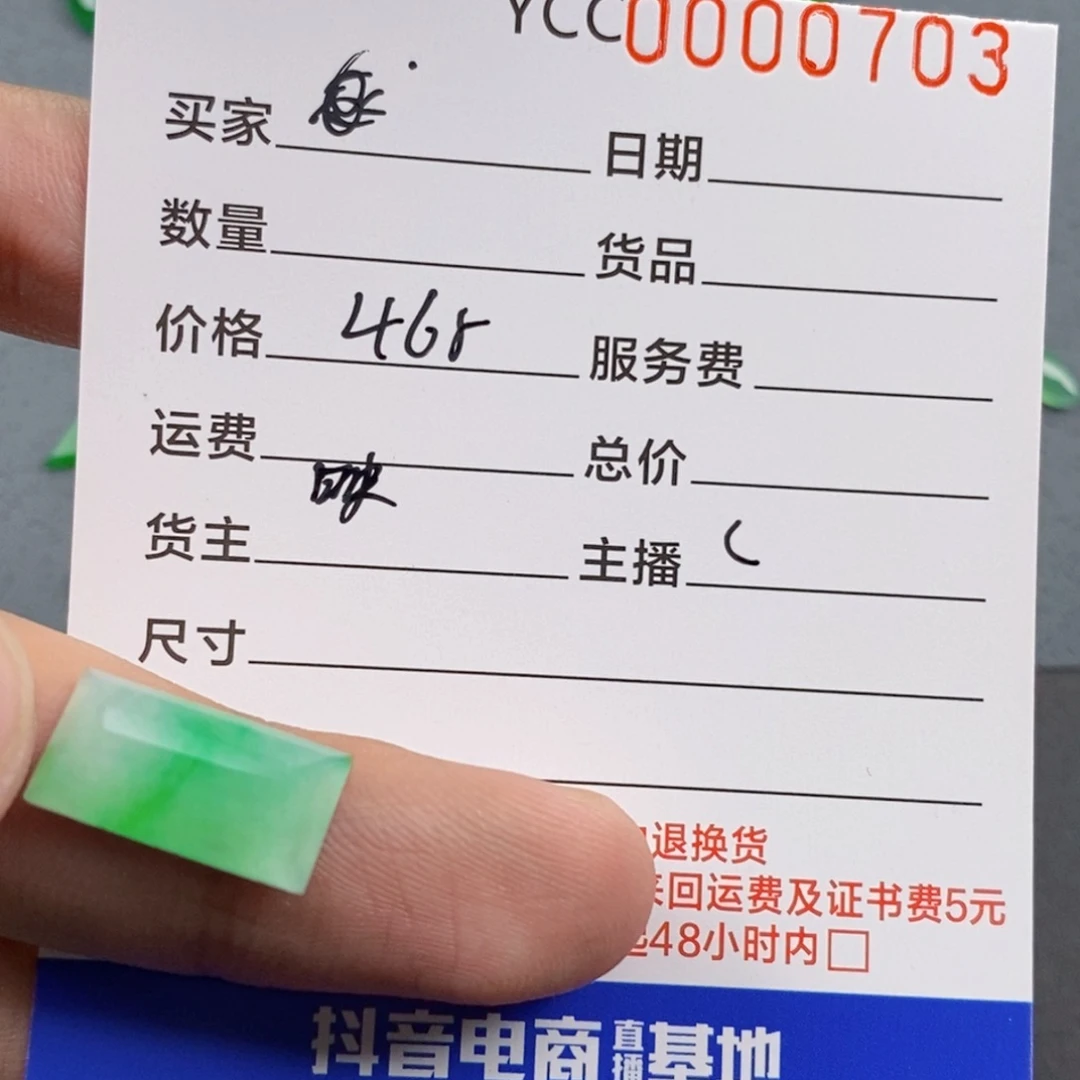 YCC0000703
买家 日期
数量 货品
价格 468 服务费
运费 总价
货主 映 主播
尺寸
退换货
来回运费及证书费5元
48小时内□
抖音电商直播基地